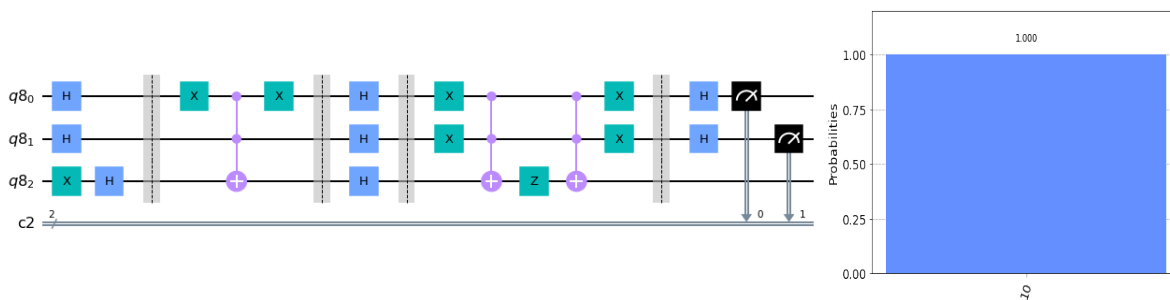 q8₀ H X X H X X H
q8₁ H H X X H
q8₂ X H H Z
c2 2 0 1
1.000
1.00
0.75
0.50
0.25
0.00
Probabilities
10